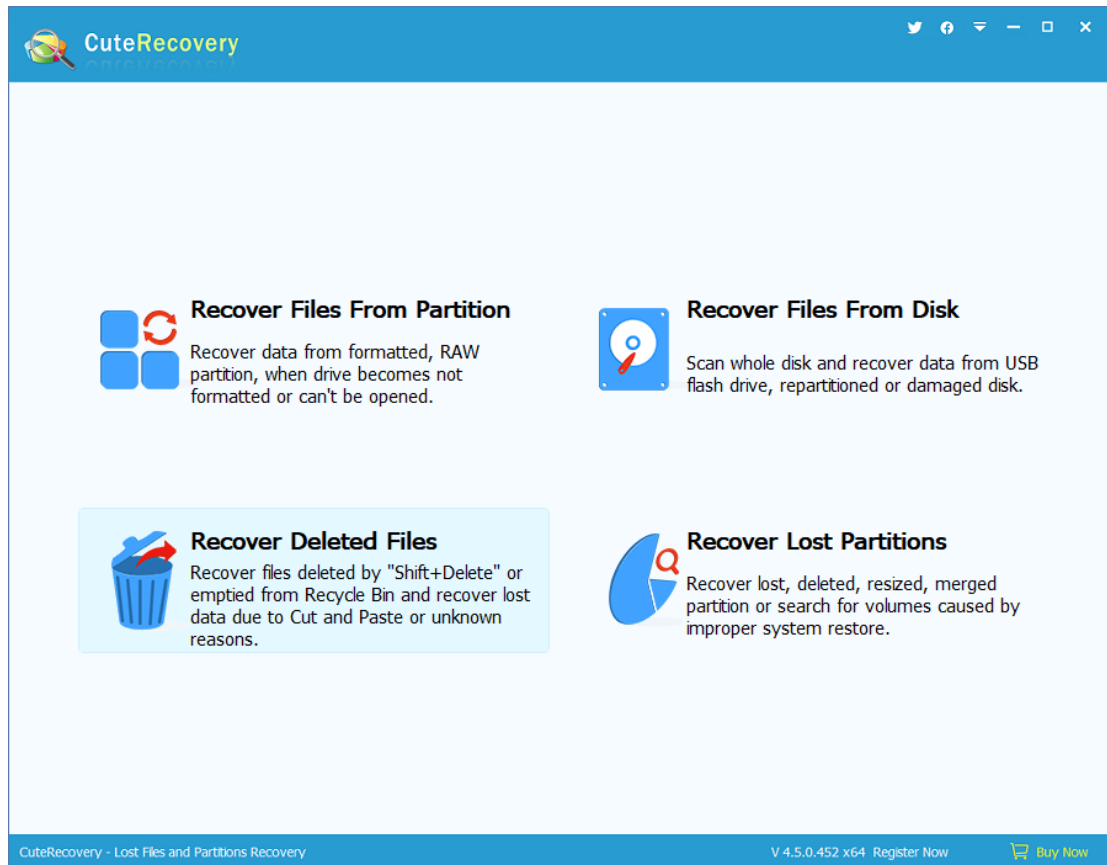 CuteRecovery
Recover Files From Partition
Recover data from formatted, RAW
partition, when drive becomes not
formatted or can't be opened.
Recover Files From Disk
Scan whole disk and recover data from USB
flash drive, repartitioned or damaged disk.
Recover Deleted Files
Recover files deleted by "Shift+Delete" or
emptied from Recycle Bin and recover lost
data due to Cut and Paste or unknown
reasons.
Recover Lost Partitions
Recover lost, deleted, resized, merged
partition or search for volumes caused by
improper system restore.
CuteRecovery - Lost Files and Partitions Recovery
V 4.5.0.452 x64 Register Now
Buy Now